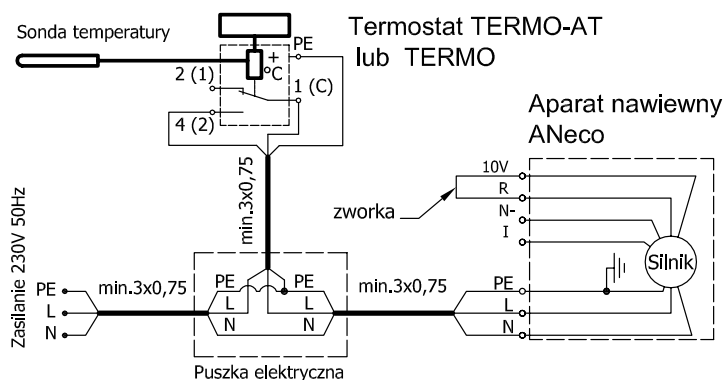 Sonda temperatury
Termostat TERMO-AT
lub TERMO
PE
+
°C
2 (1)
1 (C)
4 (2)
Aparat nawiewny
ANeco
10V
R
N-
I
zworka
min.3x0,75
Silnik
Zasilanie 230V 50Hz
PE
L
N
min.3x0,75
PE
L
N
PE
L
N
min.3x0,75
PE
L
N
Puszka elektryczna